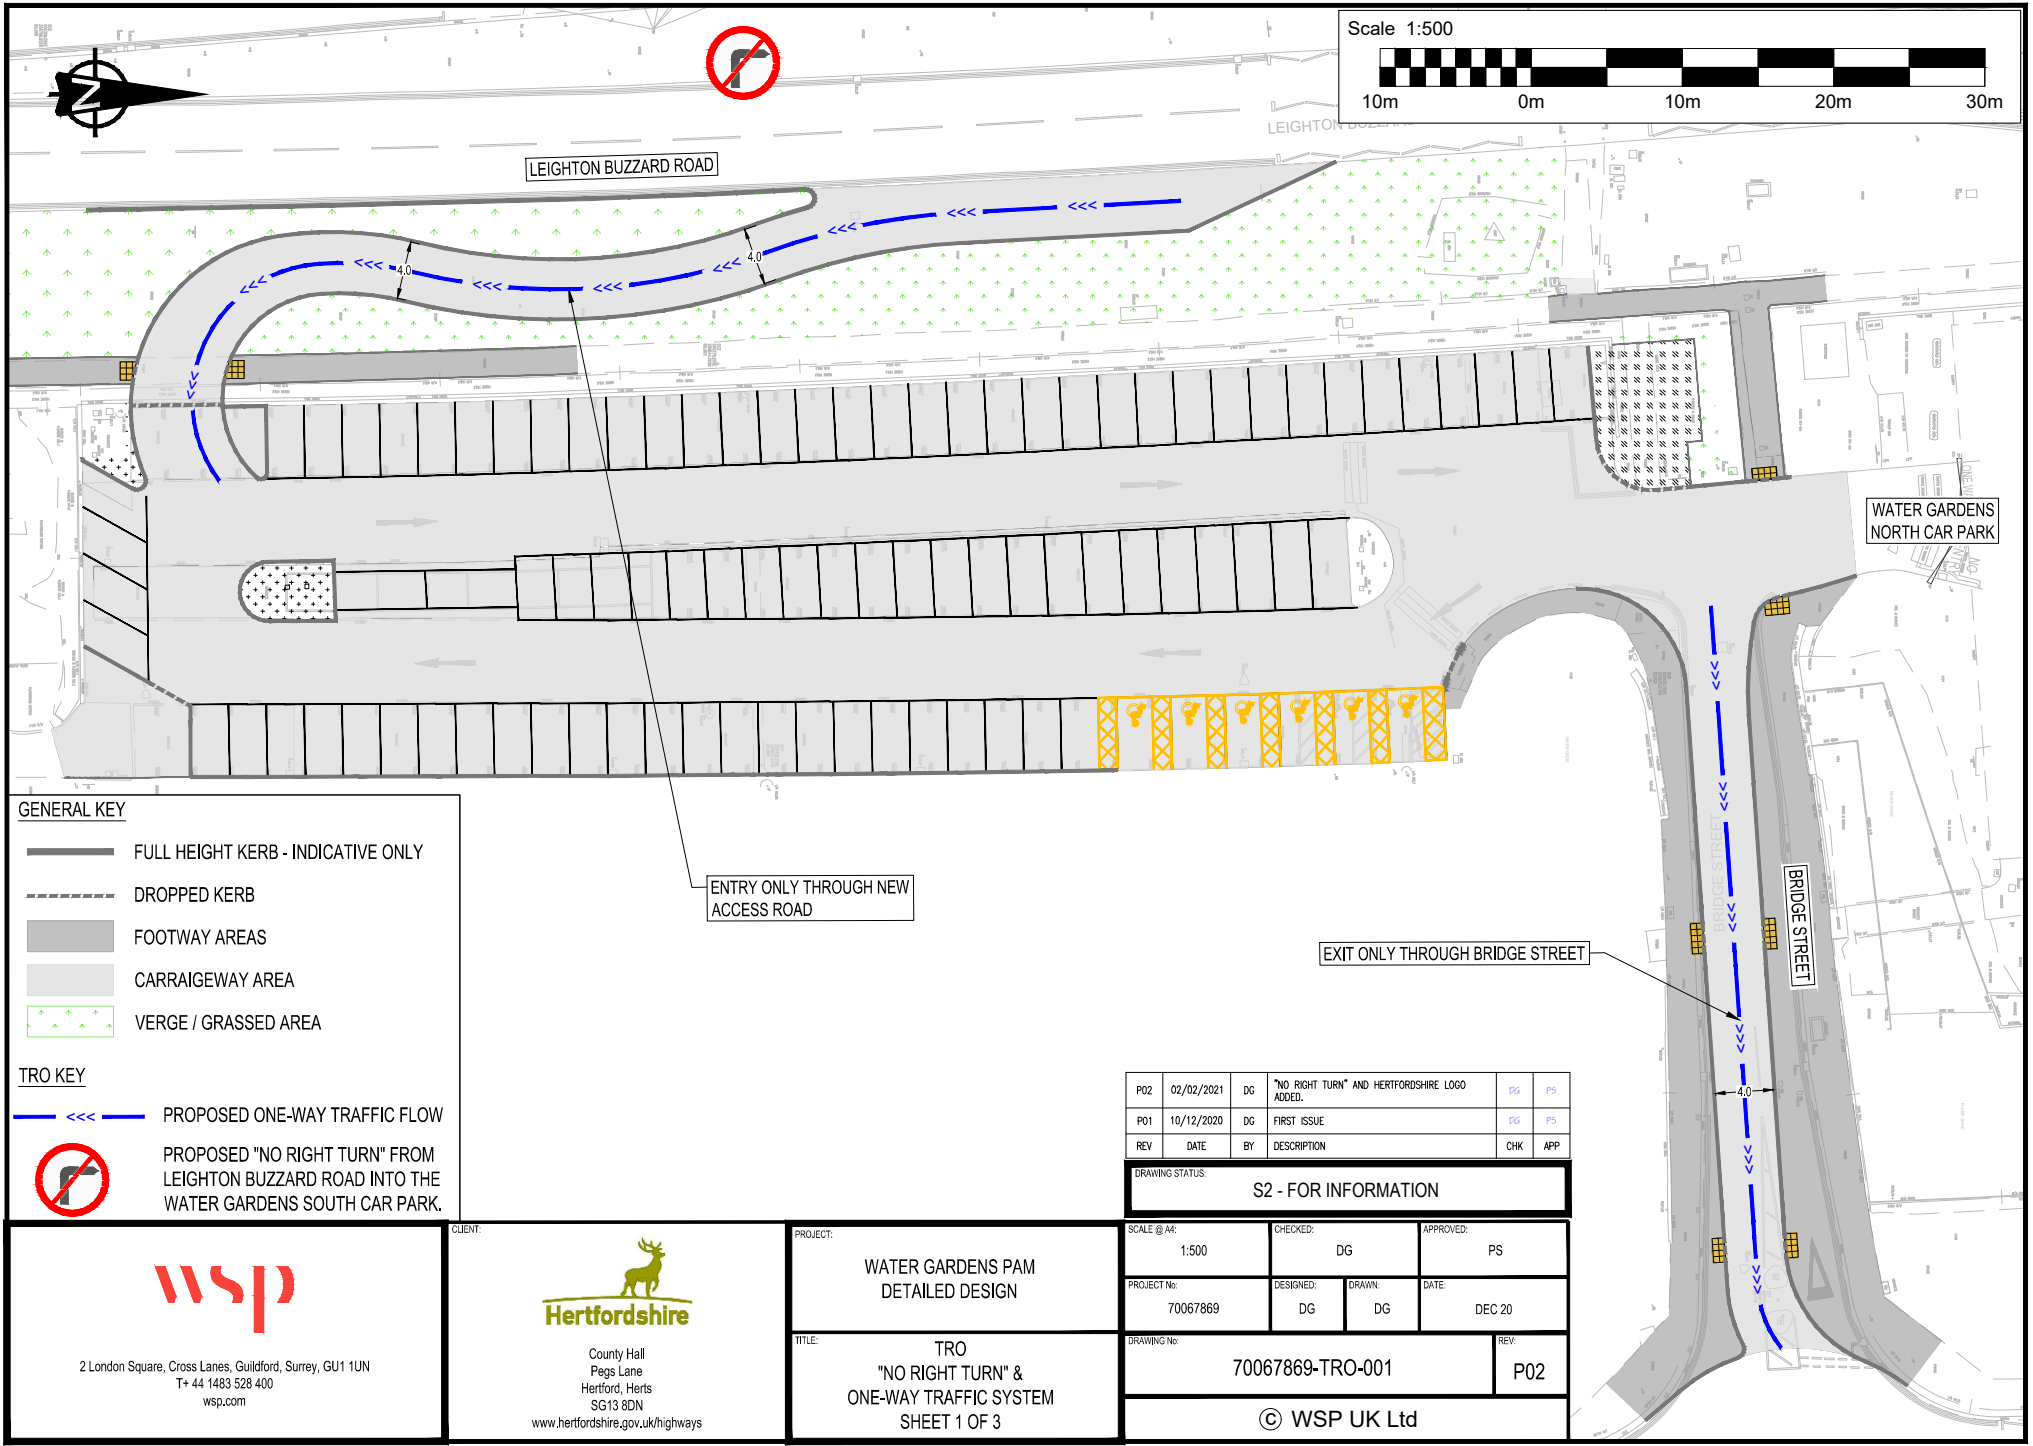 Scale 1:500
10m
0m
10m
20m
30m
N
LEIGHTON BUZZARD ROAD
4.0
4.0
WATER GARDENS
NORTH CAR PARK
ENTRY ONLY THROUGH NEW
ACCESS ROAD
EXIT ONLY THROUGH BRIDGE STREET
BRIDGE STREET
BRIDGE STREET
4.0
GENERAL KEY
FULL HEIGHT KERB - INDICATIVE ONLY
DROPPED KERB
FOOTWAY AREAS
CARRAIGEWAY AREA
VERGE / GRASSED AREA
TRO KEY
PROPOSED ONE-WAY TRAFFIC FLOW
PROPOSED "NO RIGHT TURN" FROM
LEIGHTON BUZZARD ROAD INTO THE
WATER GARDENS SOUTH CAR PARK.
P02 02/02/2021 DG "NO RIGHT TURN" AND HERTFORDSHIRE LOGO ADDED. DG PS
P01 10/12/2020 DG FIRST ISSUE DG PS
REV DATE BY DESCRIPTION CHK APP
DRAWING STATUS:
S2 - FOR INFORMATION
wsp
2 London Square, Cross Lanes, Guildford, Surrey, GU1 1UN
T+ 44 1483 528 400
wsp.com
CLIENT:
Hertfordshire
County Hall
Pegs Lane
Hertford, Herts
SG13 8DN
www.hertfordshire.gov.uk/highways
PROJECT:
WATER GARDENS PAM
DETAILED DESIGN
TITLE:
TRO
"NO RIGHT TURN" &
ONE-WAY TRAFFIC SYSTEM
SHEET 1 OF 3
SCALE @ A4:
1:500
CHECKED:
DG
APPROVED:
PS
PROJECT No:
70067869
DESIGNED:
DG
DRAWN:
DG
DATE:
DEC 20
DRAWING No:
70067869-TRO-001
REV:
P02
© WSP UK Ltd